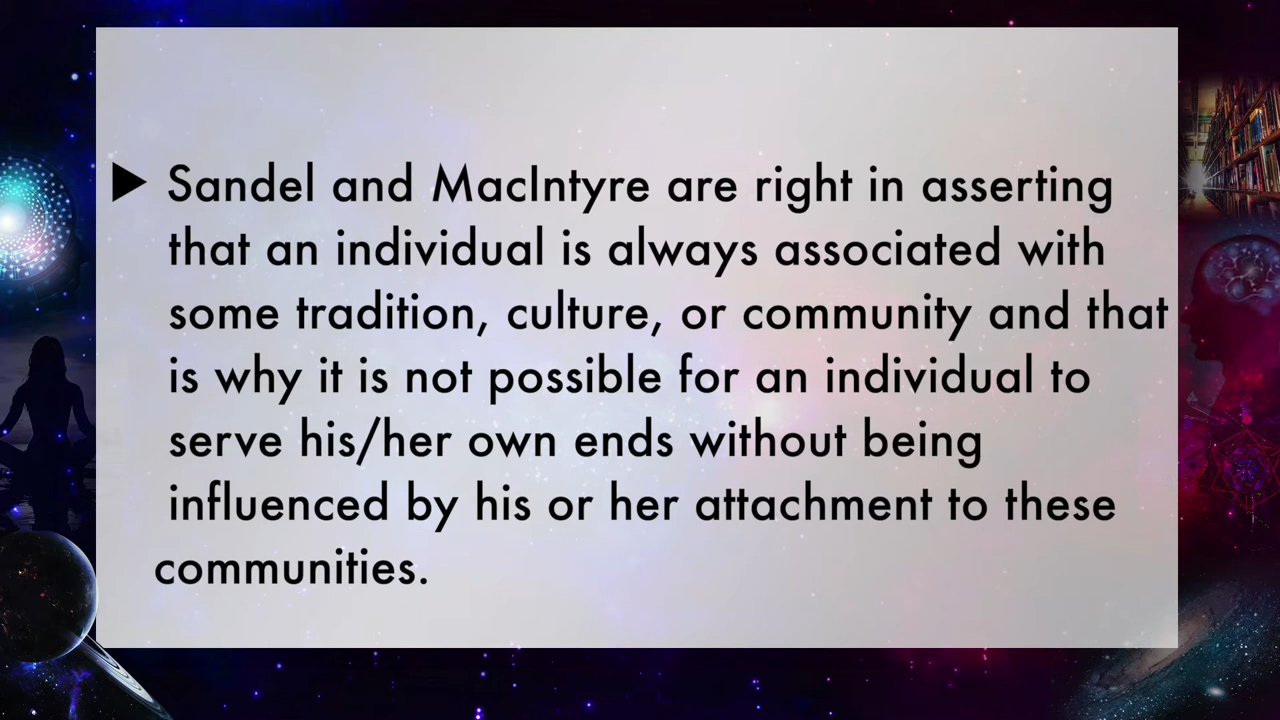 ▶ Sandel and MacIntyre are right in asserting
that an individual is always associated with
some tradition, culture, or community and that
is why it is not possible for an individual to
serve his/her own ends without being
influenced by his or her attachment to these
communities.